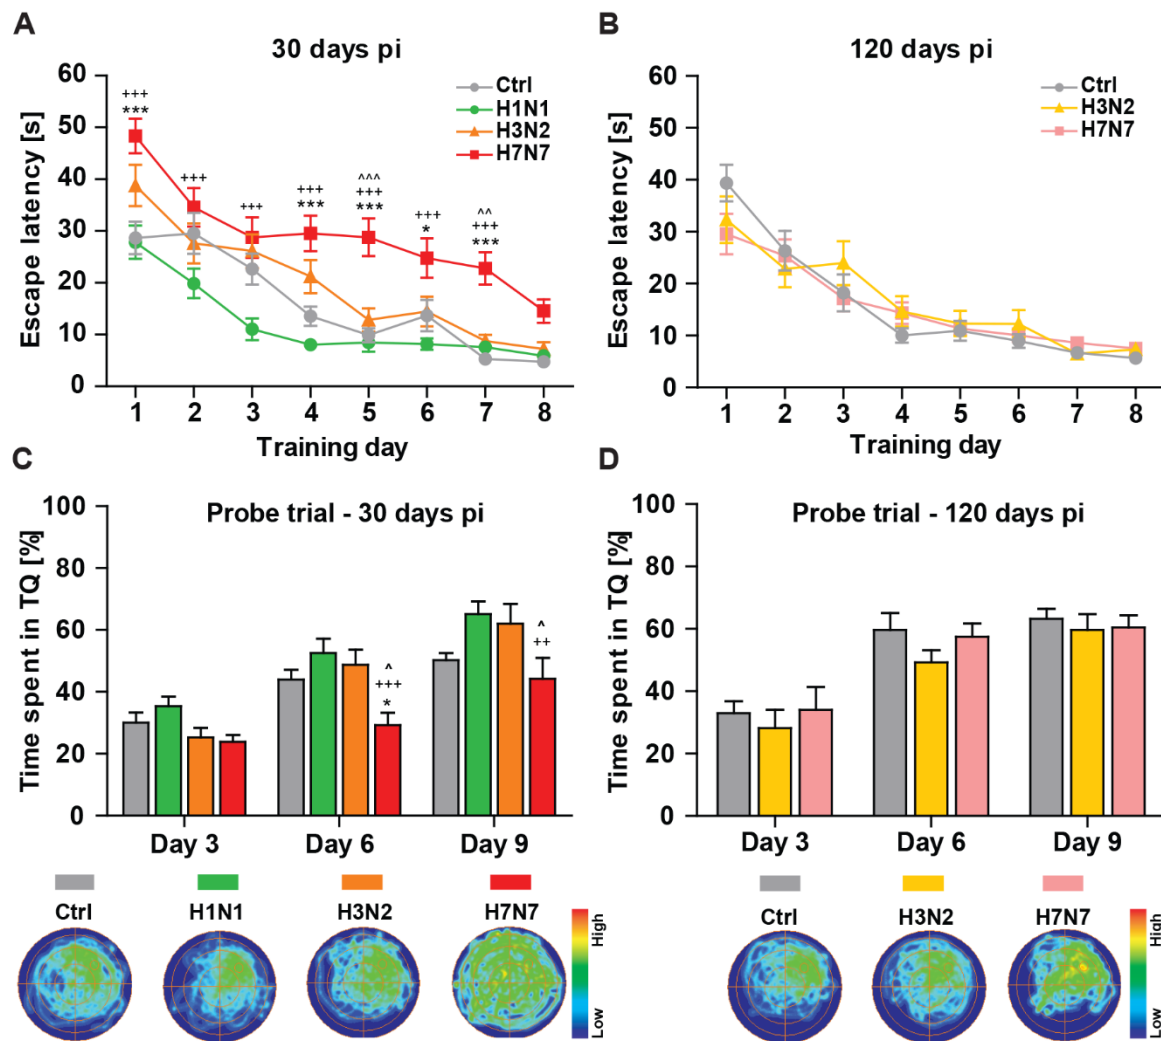 A
30 days pi
Escape latency [s]
60
50
40
30
20
10
0
Ctrl
H1N1
H3N2
H7N7
+++
***
+++
+++
+++
***
^^^
+++
***
+++
*
^^
+++
***
1 2 3 4 5 6 7 8
Training day
B
120 days pi
Escape latency [s]
60
50
40
30
20
10
0
Ctrl
H3N2
H7N7
1 2 3 4 5 6 7 8
Training day
C
Probe trial - 30 days pi
Time spent in TQ [%]
100
80
60
40
20
0
^
+++
*
^
++
Day 3 Day 6 Day 9
Ctrl H1N1 H3N2 H7N7
High
Low
D
Probe trial - 120 days pi
Time spent in TQ [%]
100
80
60
40
20
0
Day 3 Day 6 Day 9
Ctrl H3N2 H7N7
High
Low